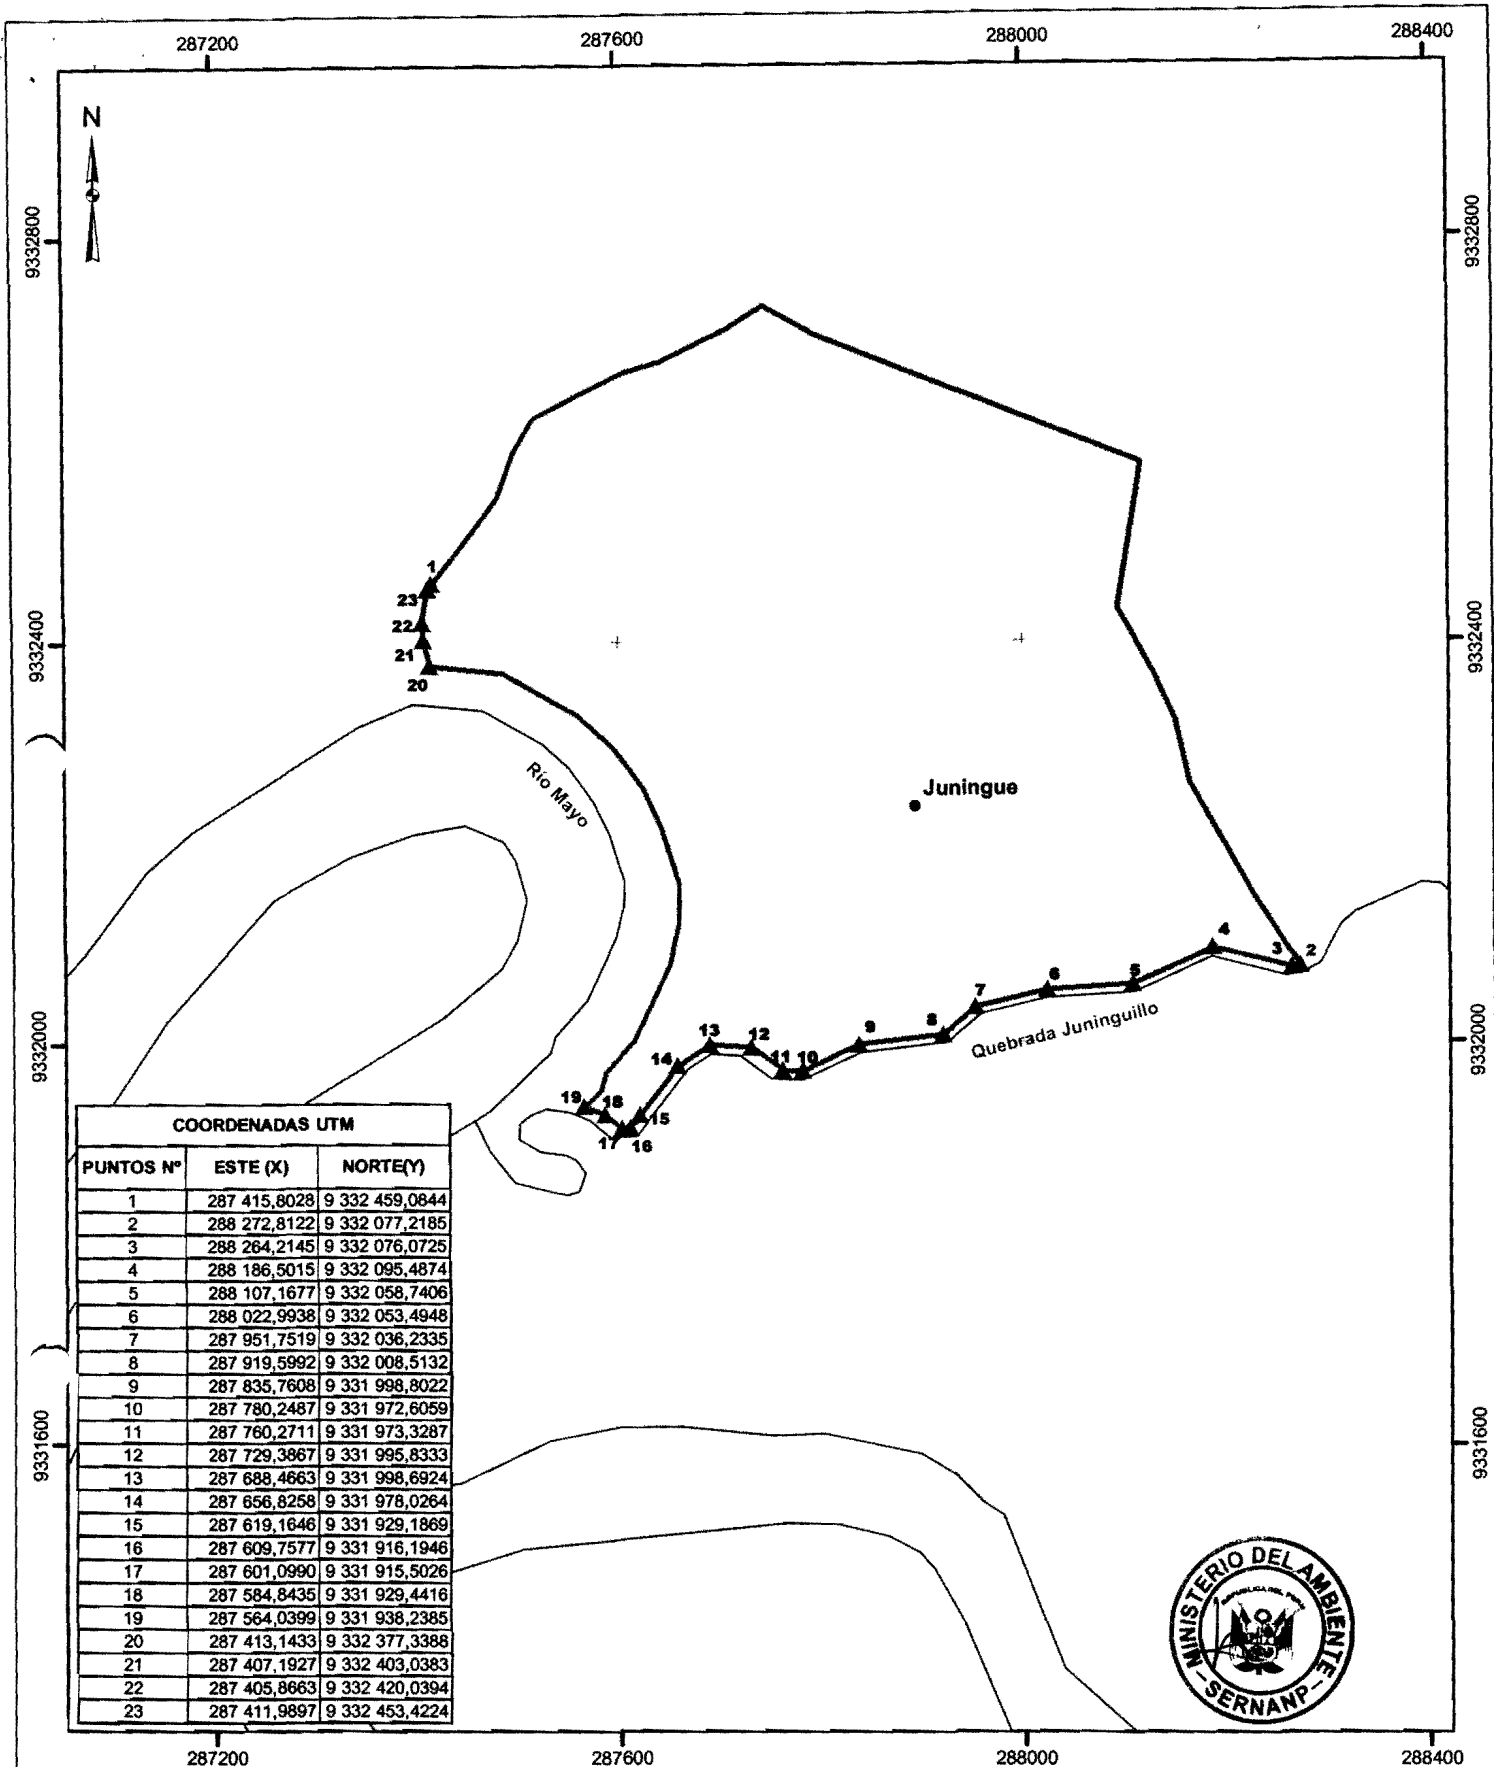 287200 287600 288000 288400
N
9332800 9332800
1
23
22
21
20
9332400 9332400
Río Mayo
Juningue
4
3 2
5
6
7
8
9
Quebrada Juninguillo
13 12
14 11 10
19 18
15
17 16
9332000 9332000
COORDENADAS UTM
PUNTOS Nº ESTE (X) NORTE(Y)
1 287 415,8028 9 332 459,0844
2 288 272,8122 9 332 077,2185
3 288 264,2145 9 332 076,0725
4 288 186,5015 9 332 095,4874
5 288 107,1677 9 332 058,7406
6 288 022,9938 9 332 053,4948
7 287 951,7519 9 332 036,2335
8 287 919,5992 9 332 008,5132
9 287 835,7608 9 331 998,8022
10 287 780,2487 9 331 972,6059
11 287 760,2711 9 331 973,3287
12 287 729,3867 9 331 995,8333
13 287 688,4663 9 331 998,6924
14 287 656,8258 9 331 978,0264
15 287 619,1646 9 331 929,1869
16 287 609,7577 9 331 916,1946
17 287 601,0990 9 331 915,5026
18 287 584,8435 9 331 929,4416
19 287 564,0399 9 331 938,2385
20 287 413,1433 9 332 377,3388
21 287 407,1927 9 332 403,0383
22 287 405,8663 9 332 420,0394
23 287 411,9897 9 332 453,4224
9331600 9331600
MINISTERIO DEL AMBIENTE
REPUBLICA DEL PERU
-SERNANP-
287200 287600 288000 288400